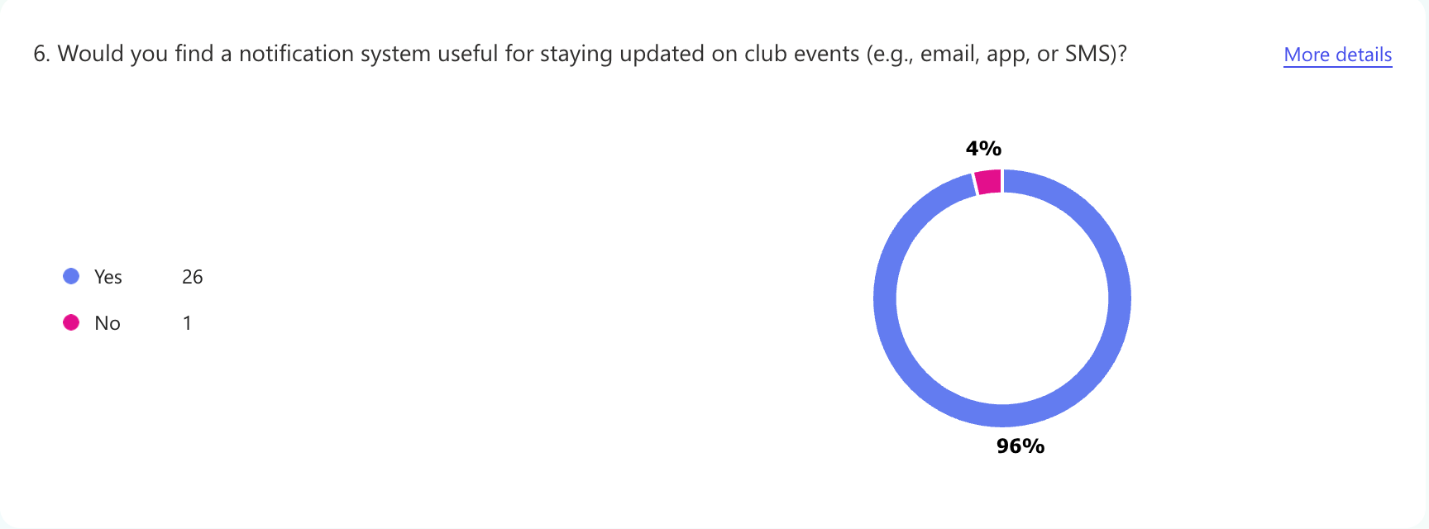 6. Would you find a notification system useful for staying updated on club events (e.g., email, app, or SMS)?
More details
4%
Yes 26
No 1
96%